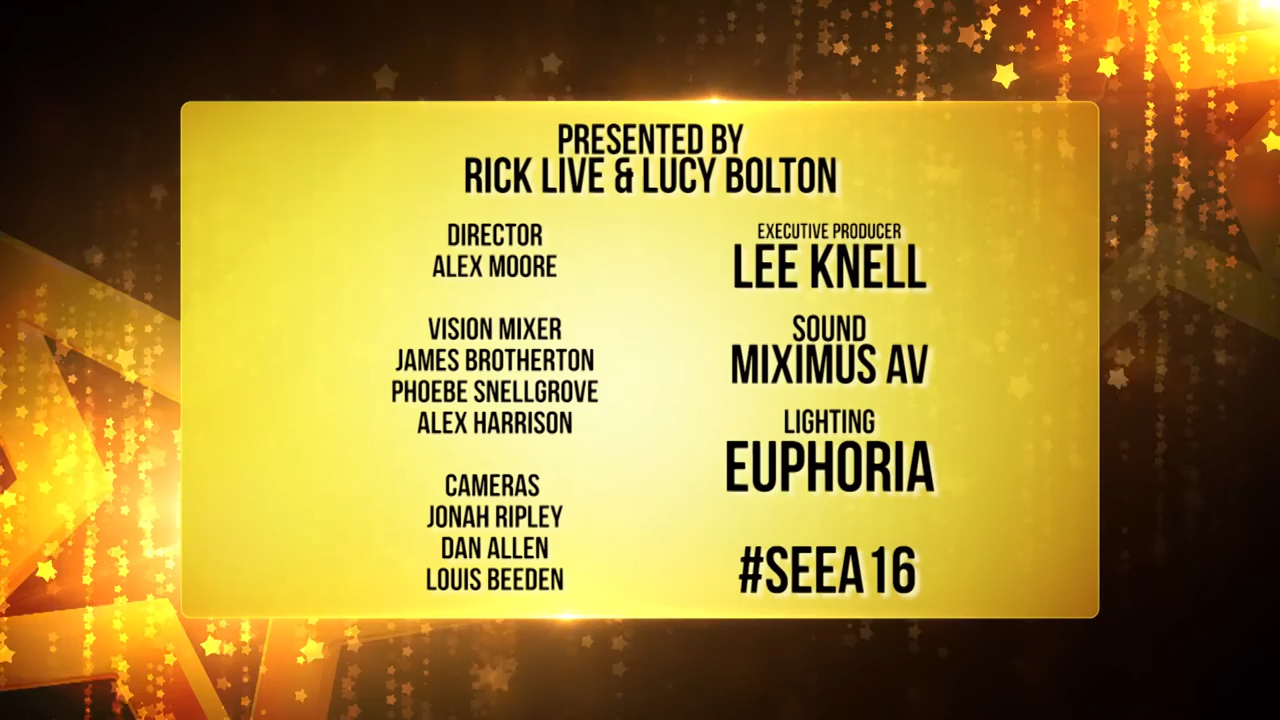 PRESENTED BY
RICK LIVE & LUCY BOLTON
DIRECTOR
ALEX MOORE
VISION MIXER
JAMES BROTHERTON
PHOEBE SNELLGROVE
ALEX HARRISON
CAMERAS
JONAH RIPLEY
DAN ALLEN
LOUIS BEEDEN
EXECUTIVE PRODUCER
LEE KNELL
SOUND
MIXIMUS AV
LIGHTING
EUPHORIA
#SEEA16